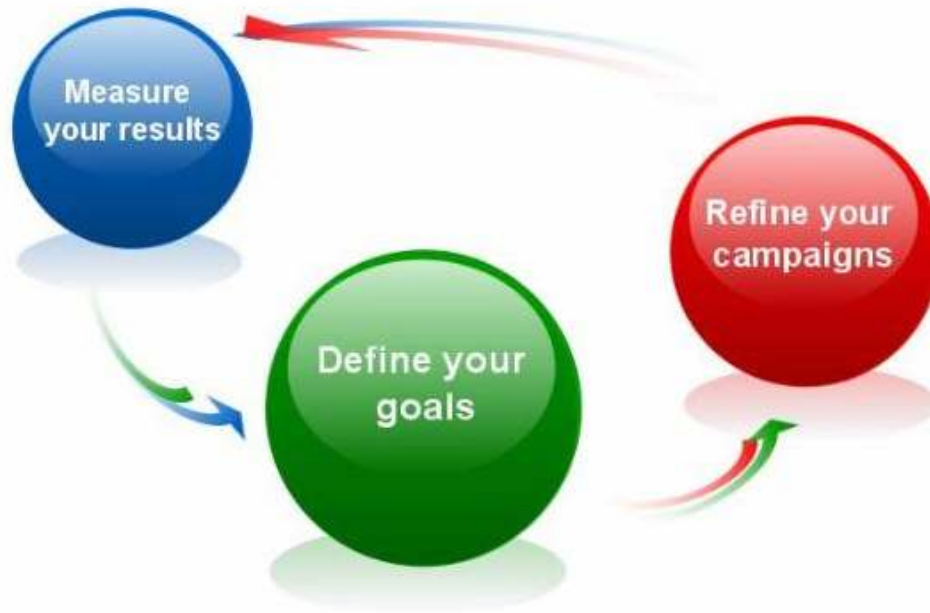 Measure
your results
Refine your
campaigns
Define your
goals